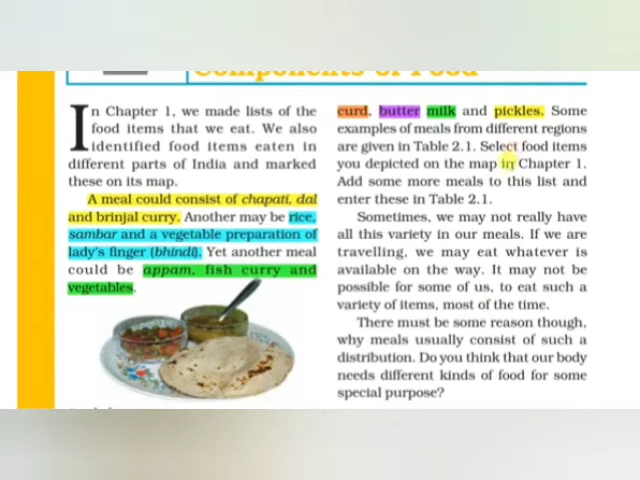 Components of Food
In Chapter 1, we made lists of the
food items that we eat. We also
identified food items eaten in
different parts of India and marked
these on its map.
A meal could consist of chapati, dal
and brinjal curry. Another may be rice,
sambar and a vegetable preparation of
lady's finger (bhindi). Yet another meal
could be appam, fish curry and
vegetables.
curd, butter milk and pickles. Some
examples of meals from different regions
are given in Table 2.1. Select food items
you depicted on the map in Chapter 1.
Add some more meals to this list and
enter these in Table 2.1.
Sometimes, we may not really have
all this variety in our meals. If we are
travelling, we may eat whatever is
available on the way. It may not be
possible for some of us, to eat such a
variety of items, most of the time.
There must be some reason though,
why meals usually consist of such a
distribution. Do you think that our body
needs different kinds of food for some
special purpose?